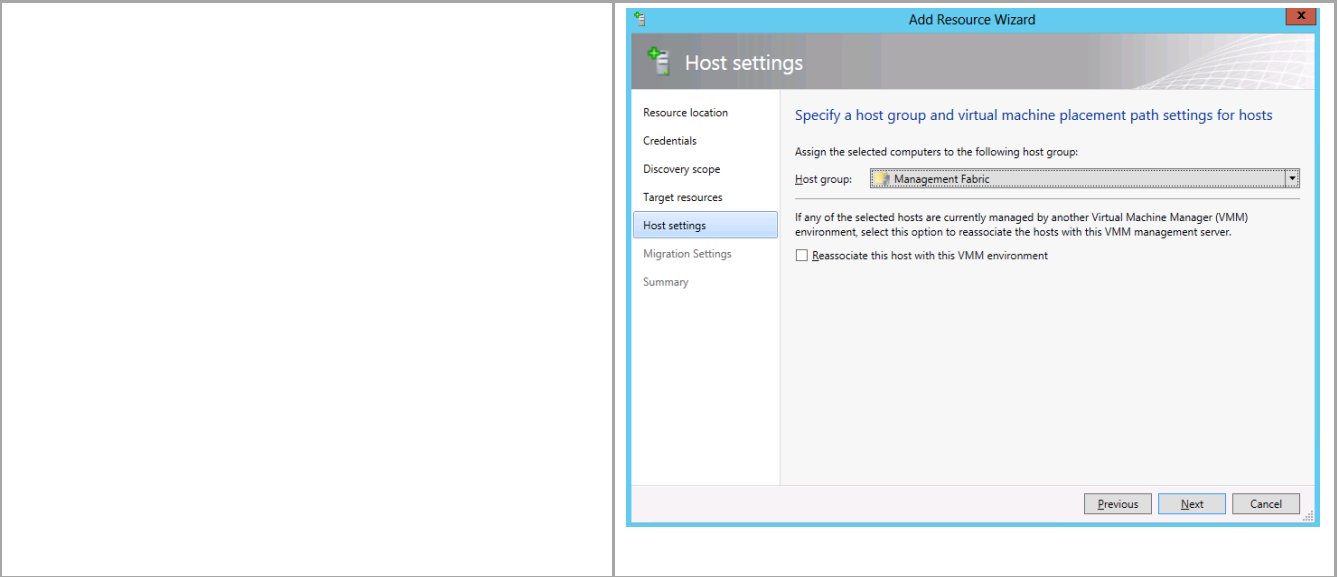 Add Resource Wizard
x
Host settings
Resource location
Credentials
Discovery scope
Target resources
Host settings
Migration Settings
Summary
Specify a host group and virtual machine placement path settings for hosts
Assign the selected computers to the following host group:
Host group: Management Fabric
If any of the selected hosts are currently managed by another Virtual Machine Manager (VMM)
environment, select this option to reassociate the hosts with this VMM management server.
Reassociate this host with this VMM environment
Previous Next Cancel